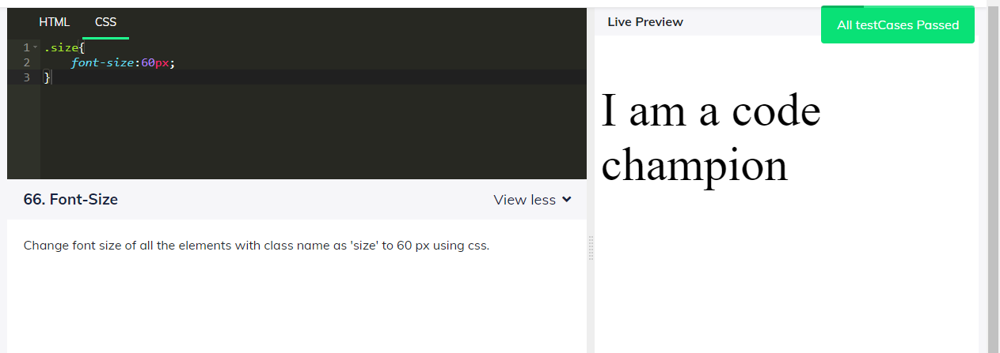 HTML CSS
1 .size{
2 font-size:60px;
3 }
66. Font-Size
View less
Change font size of all the elements with class name as 'size' to 60 px using css.
Live Preview
All testCases Passed
I am a code
champion